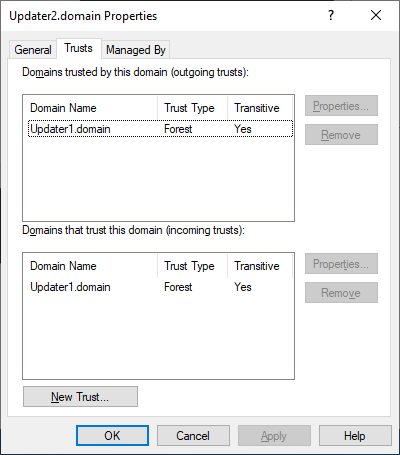 Updater2.domain Properties
General Trusts Managed By
Domains trusted by this domain (outgoing trusts):
Domain Name Trust Type Transitive
Updater1.domain Forest Yes
Properties...
Remove
Domains that trust this domain (incoming trusts):
Domain Name Trust Type Transitive
Updater1.domain Forest Yes
Properties...
Remove
New Trust...
OK Cancel Apply Help